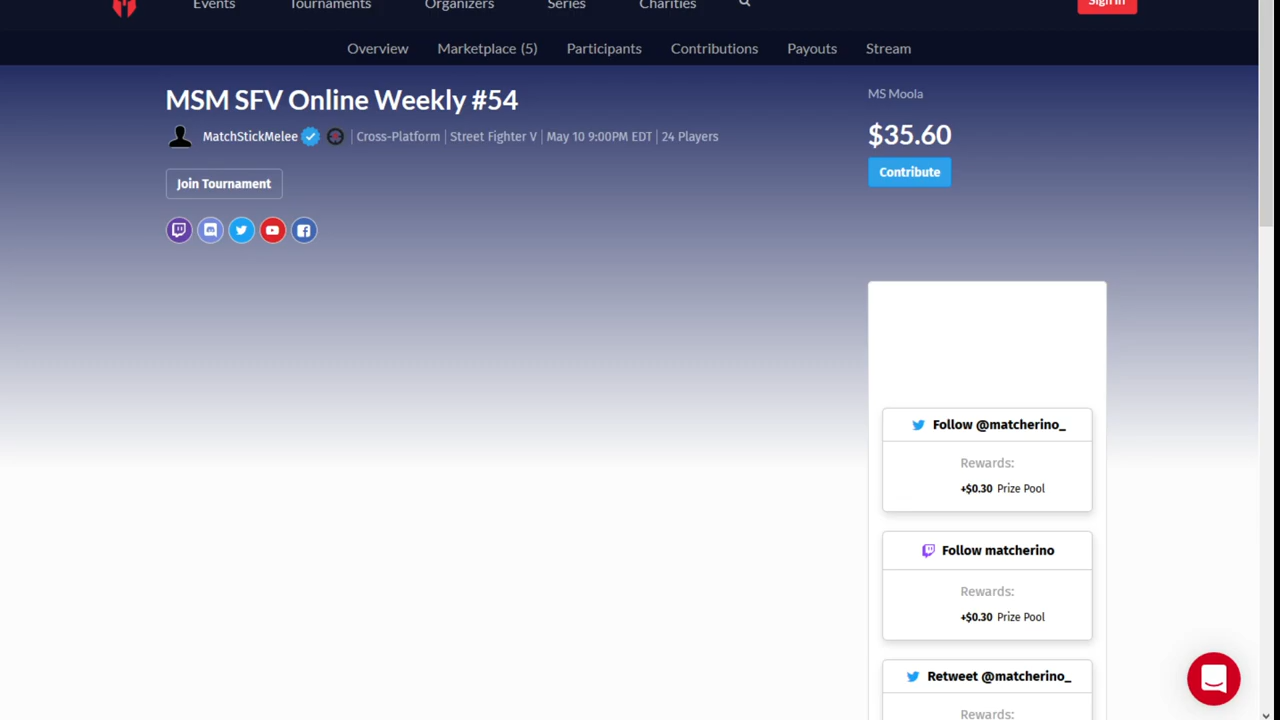 Events Tournaments Organizers Series Charities Sign In
Overview Marketplace (5) Participants Contributions Payouts Stream
MSM SFV Online Weekly #54
MatchStickMelee Cross-Platform Street Fighter V May 10 9:00PM EDT 24 Players
Join Tournament
MS Moola
$35.60
Contribute
Follow @matcherino_
Rewards:
+$0.30 Prize Pool
Follow matcherino
Rewards:
+$0.30 Prize Pool
Retweet @matcherino_
Rewards: